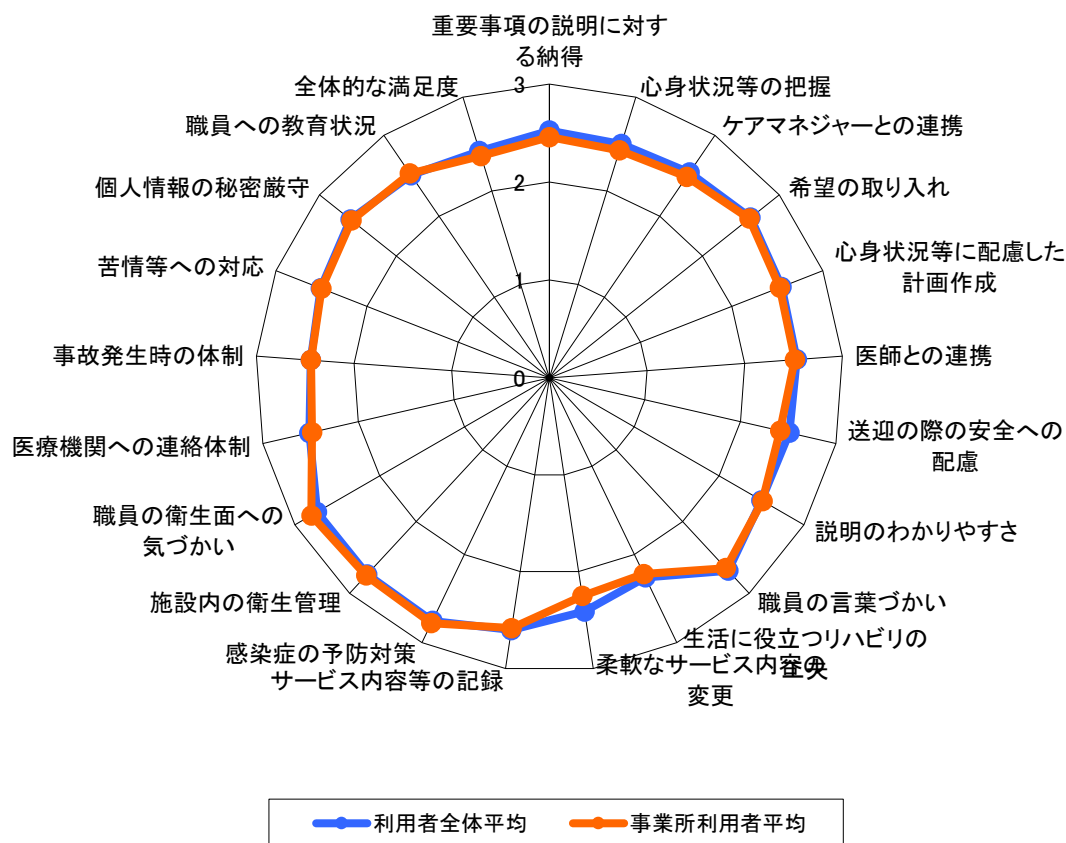 重要事項の説明に対す
る納得
心身状況等の把握
ケアマネジャーとの連携
希望の取り入れ
心身状況等に配慮した
計画作成
医師との連携
送迎の際の安全への
配慮
説明のわかりやすさ
職員の言葉づかい
生活に役立つリハビリの
工夫
柔軟なサービス内容の
変更
サービス内容等の記録
感染症の予防対策
施設内の衛生管理
職員の衛生面への
気づかい
医療機関への連絡体制
事故発生時の体制
苦情等への対応
個人情報の秘密厳守
職員への教育状況
全体的な満足度
3
2
1
0
利用者全体平均
事業所利用者平均